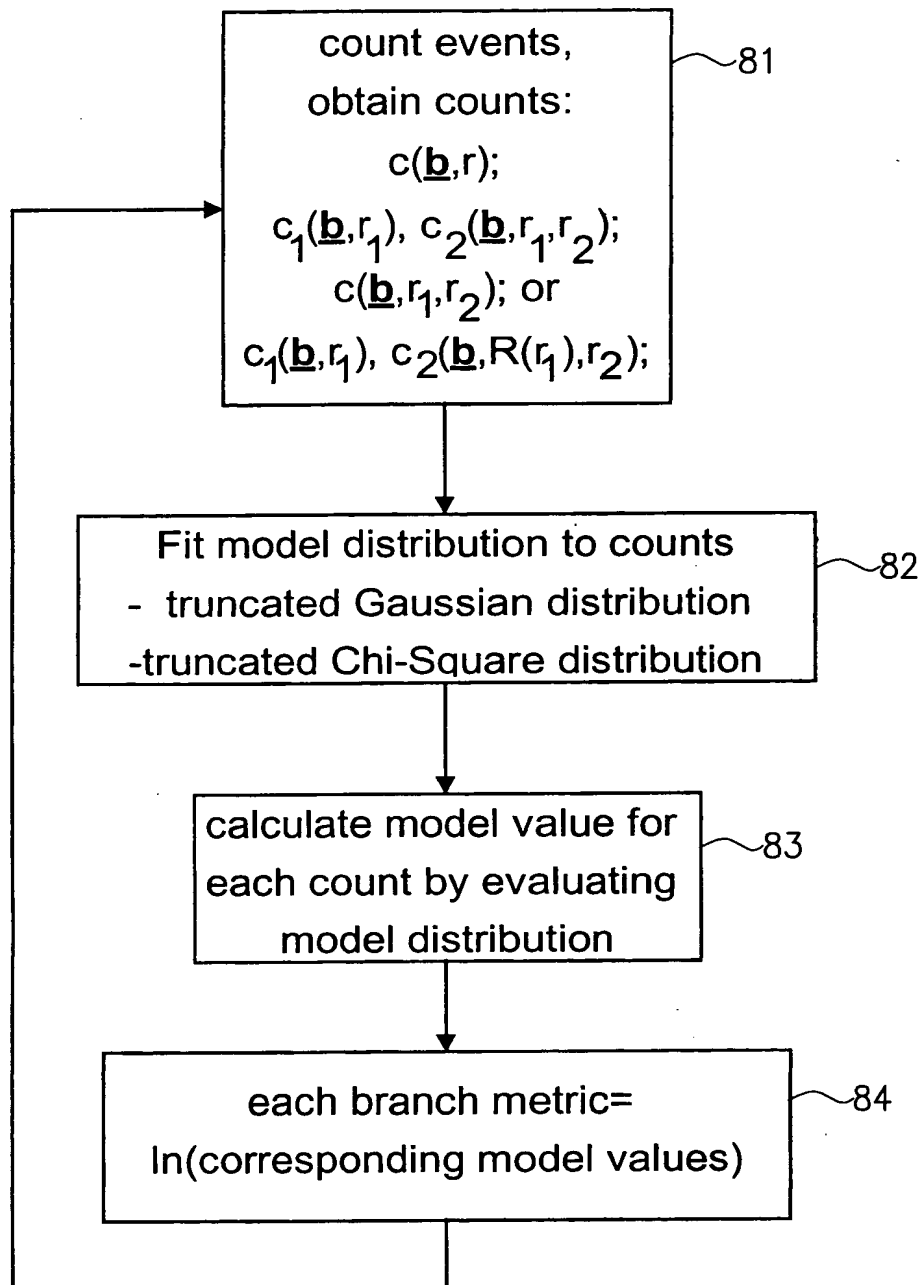 count events,
obtain counts:
c(b,r);
c₁(b,r₁), c₂(b,r₁,r₂);
c(b,r₁,r₂); or
c₁(b,r₁), c₂(b,R(r₁),r₂);
81
Fit model distribution to counts
- truncated Gaussian distribution
-truncated Chi-Square distribution
82
calculate model value for
each count by evaluating
model distribution
83
each branch metric=
ln(corresponding model values)
84